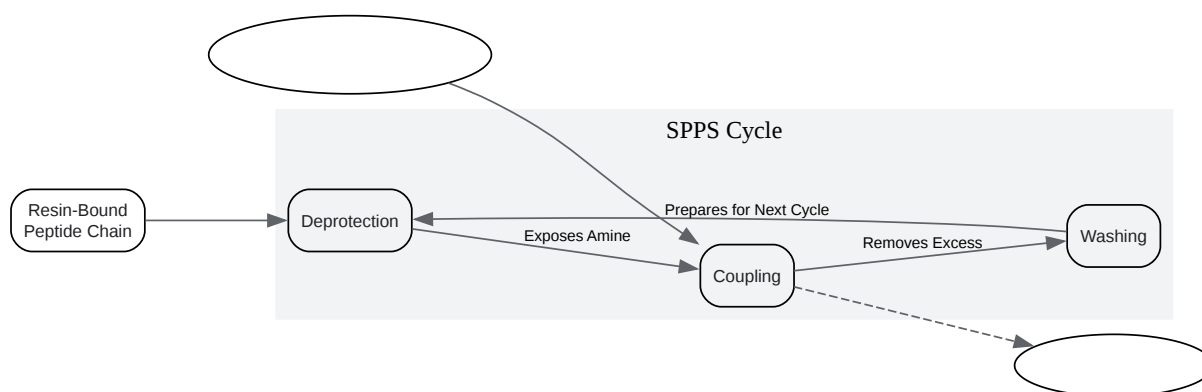 SPPS Cycle
Resin-Bound
Peptide Chain
Deprotection
Prepares for Next Cycle
Exposes Amine
Removes Excess
Washing
Coupling